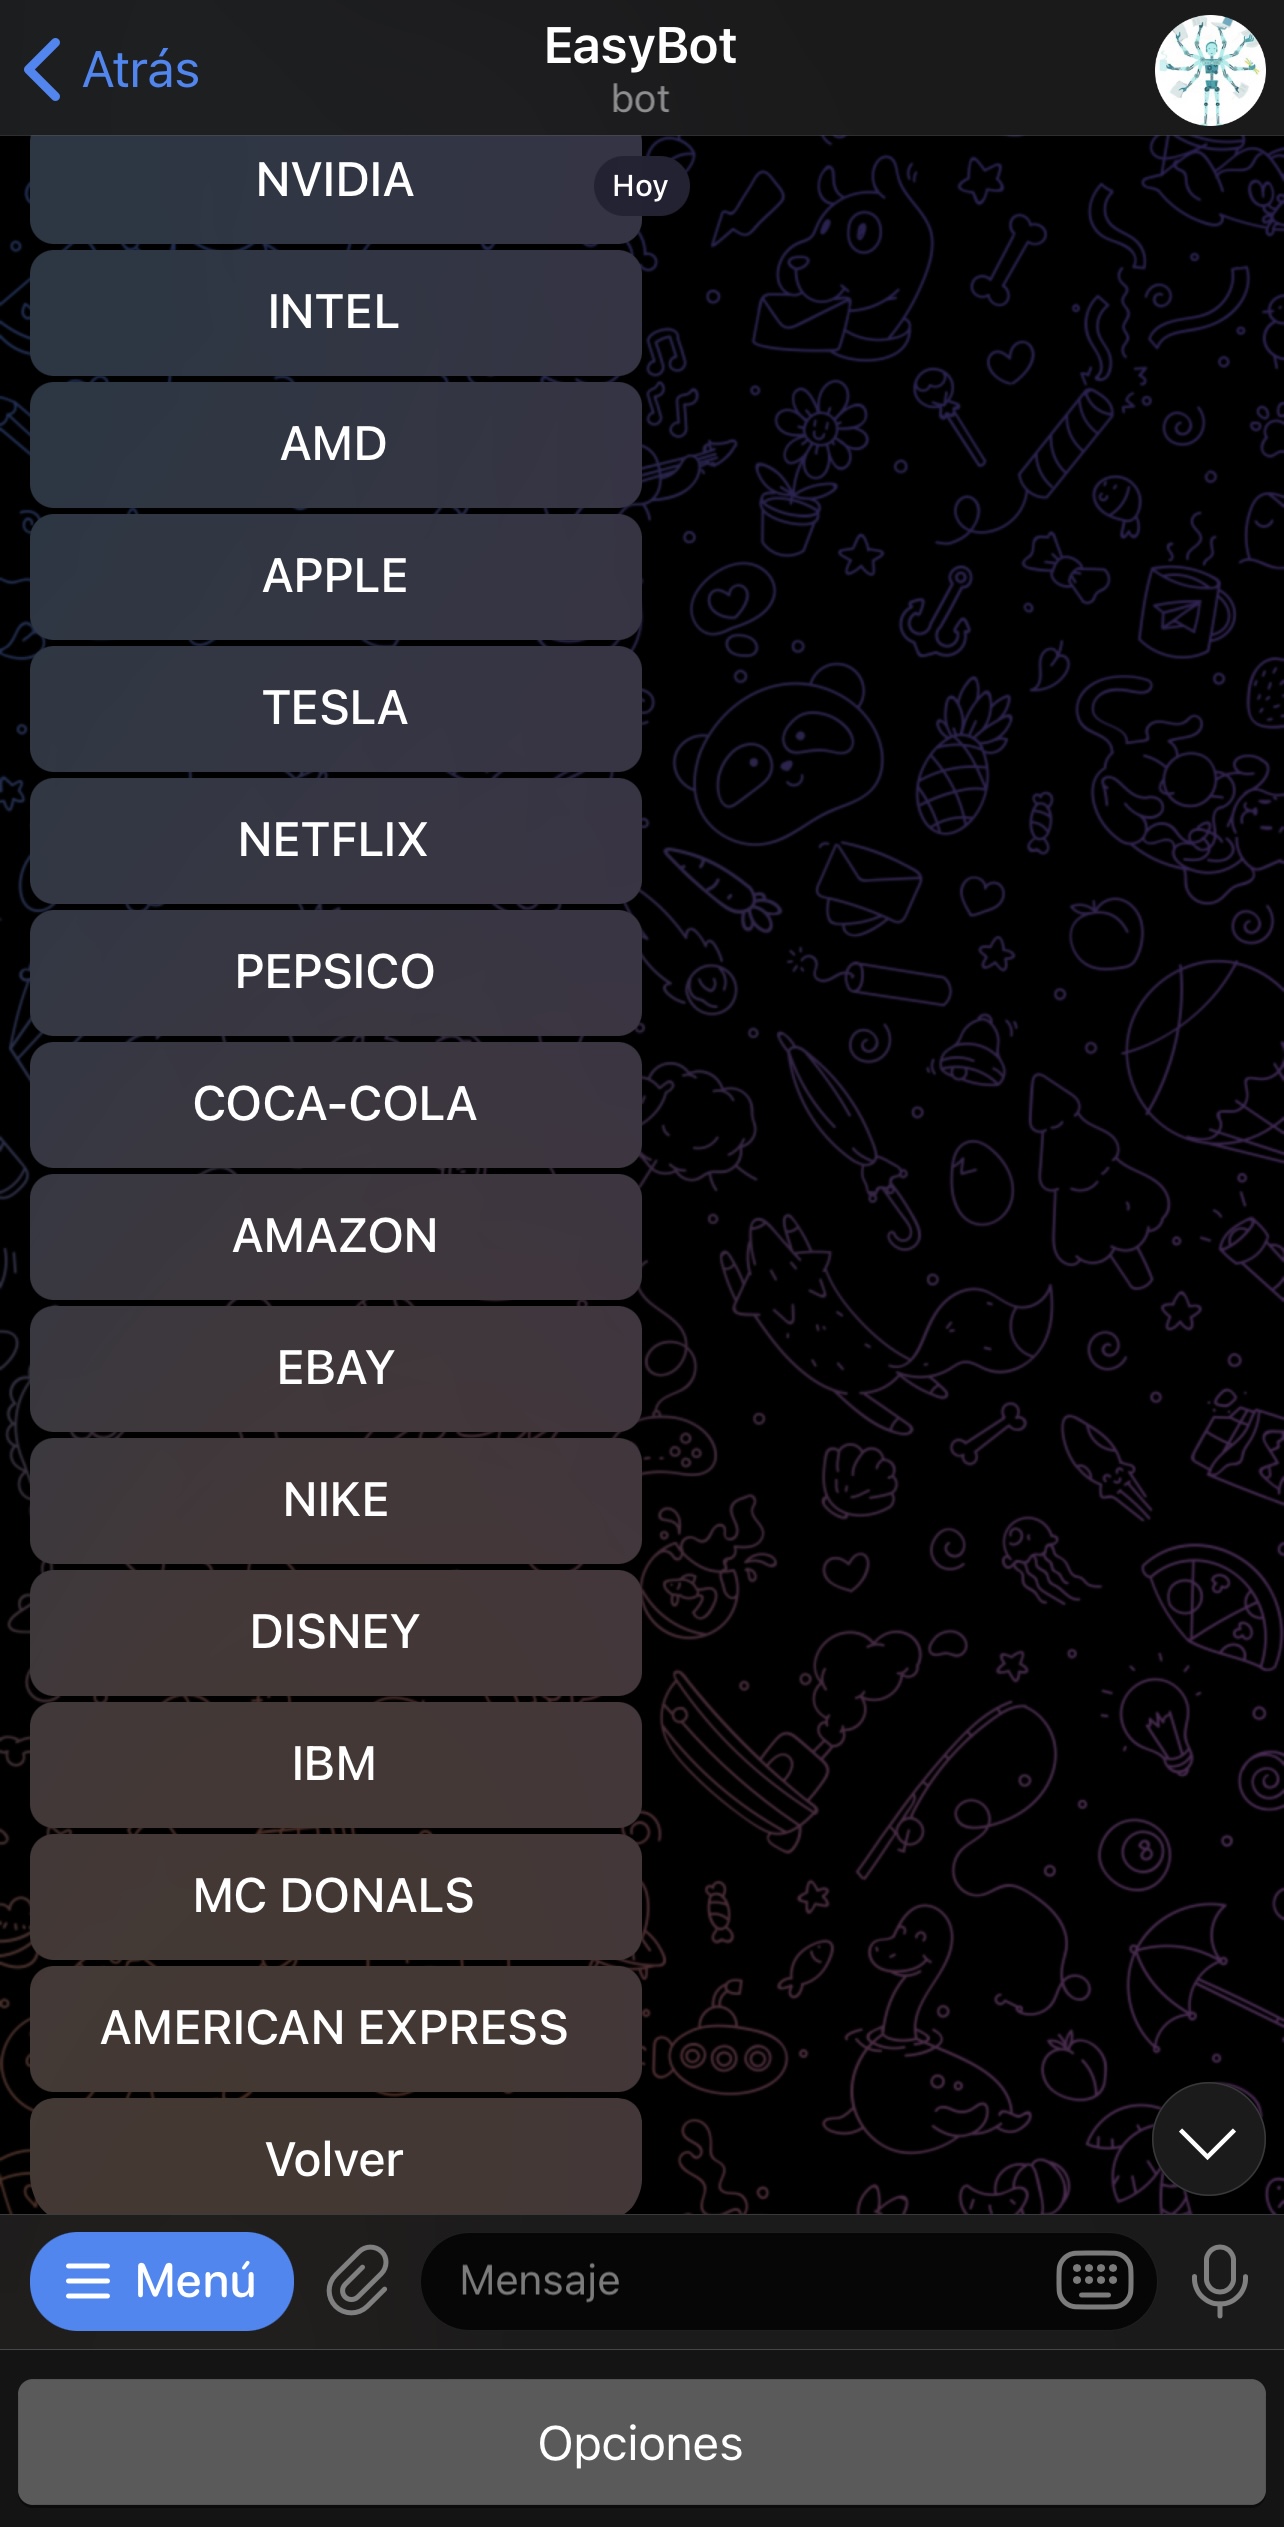 Atrás
EasyBot
bot
Hoy
NVIDIA
INTEL
AMD
APPLE
TESLA
NETFLIX
PEPSICO
COCA-COLA
AMAZON
EBAY
NIKE
DISNEY
IBM
MC DONALS
AMERICAN EXPRESS
Volver
Menú
Mensaje
Opciones